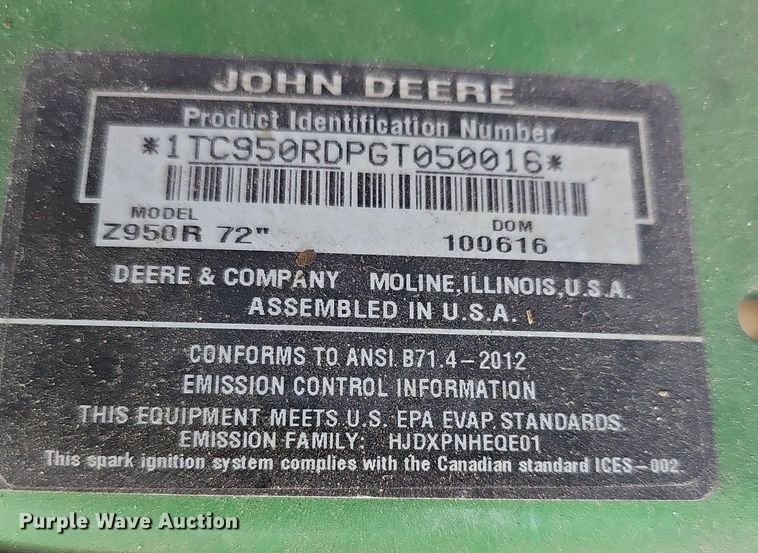 JOHN DEERE
Product Identification Number
*1TC950RDPGT050016*
MODEL DOM
Z950R 72" 100616
DEERE & COMPANY MOLINE, ILLINOIS, U.S.A.
ASSEMBLED IN U.S.A.
CONFORMS TO ANSI B71.4-2012
EMISSION CONTROL INFORMATION
THIS EQUIPMENT MEETS U.S. EPA EVAP STANDARDS.
EMISSION FAMILY: HJDXPNHEQE01
This spark ignition system complies with the Canadian standard ICES-002
Purple Wave Auction